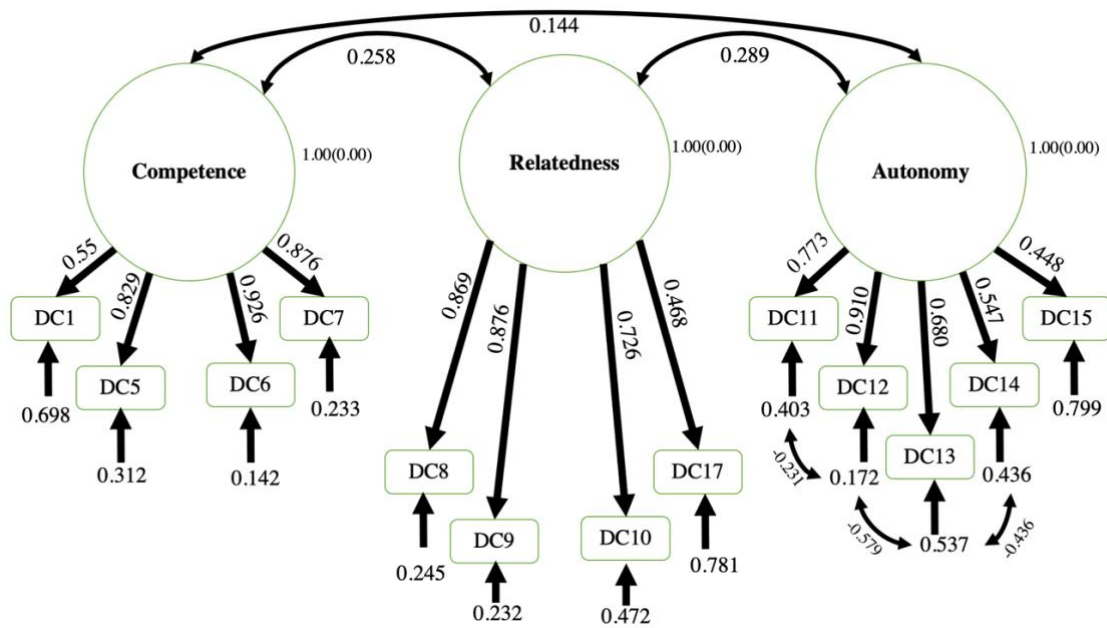 0.144
0.258
0.289
Competence
1.00(0.00)
Relatedness
1.00(0.00)
Autonomy
1.00(0.00)
0.55
0.829
0.926
0.876
0.869
0.876
0.726
0.468
0.773
0.910
0.680
0.547
0.448
DC1
DC5
DC6
DC7
DC8
DC9
DC10
DC17
DC11
DC12
DC13
DC14
DC15
0.698
0.312
0.142
0.233
0.245
0.232
0.472
0.781
0.403
0.172
0.537
0.436
0.799
-0.231
-0.579
-0.436